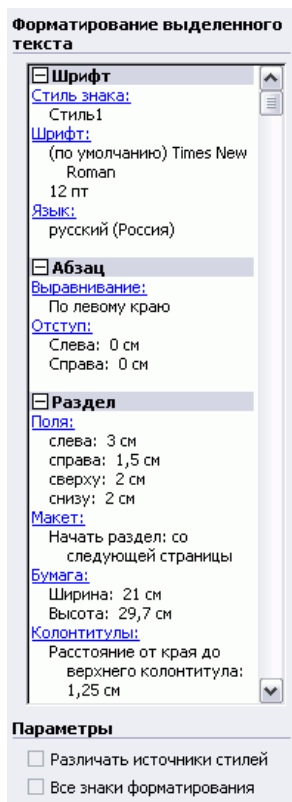 Форматирование выделенного
текста
Шрифт
Стиль знака:
Стиль1
Шрифт:
(по умолчанию) Times New
Roman
12 пт
Язык:
русский (Россия)
Абзац
Выравнивание:
По левому краю
Отступ:
Слева: 0 см
Справа: 0 см
Раздел
Поля:
слева: 3 см
справа: 1,5 см
сверху: 2 см
снизу: 2 см
Макет:
Начать раздел: со
следующей страницы
Бумага:
Ширина: 21 см
Высота: 29,7 см
Колонтитулы:
Расстояние от края до
верхнего колонтитула:
1,25 см
Параметры
Различать источники стилей
Все знаки форматирования